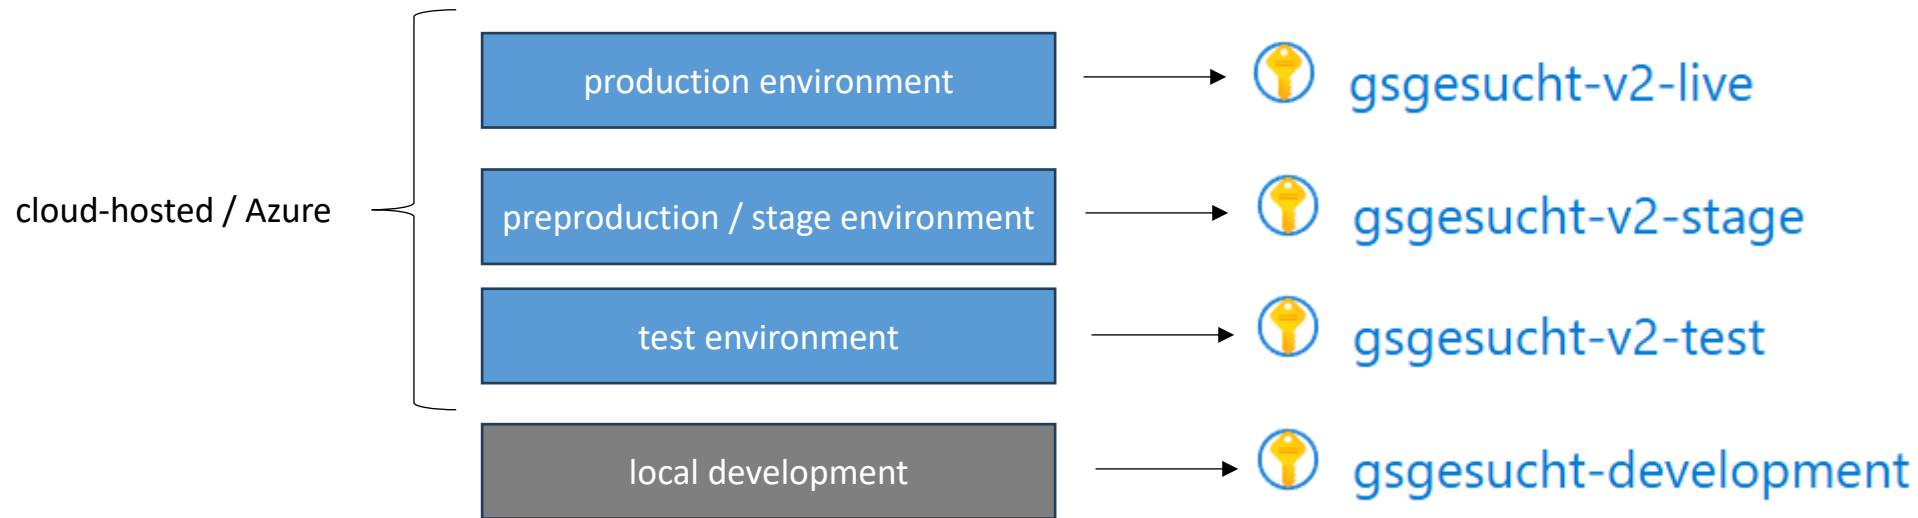 production environment
gsgesucht-v2-live
cloud-hosted / Azure
preproduction / stage environment
gsgesucht-v2-stage
test environment
gsgesucht-v2-test
local development
gsgesucht-development